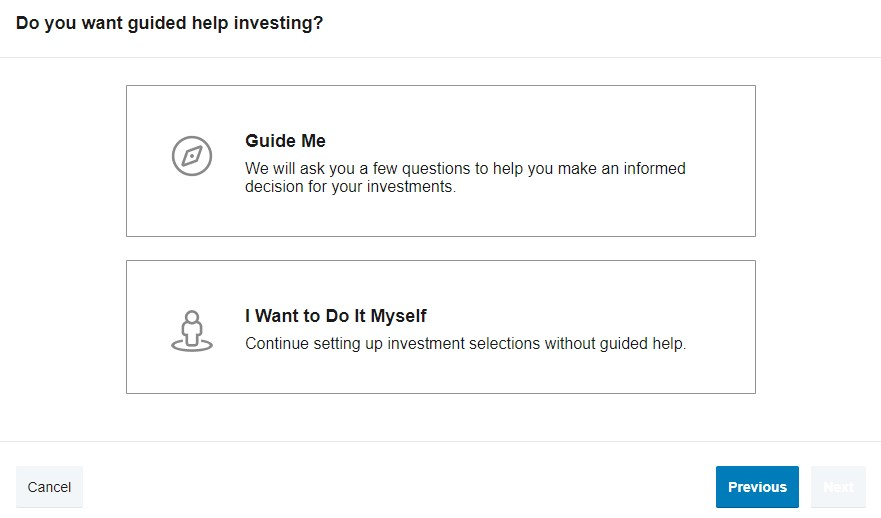 Do you want guided help investing?
Guide Me
We will ask you a few questions to help you make an informed
decision for your investments.
I Want to Do It Myself
Continue setting up investment selections without guided help.
Cancel
Previous
Next